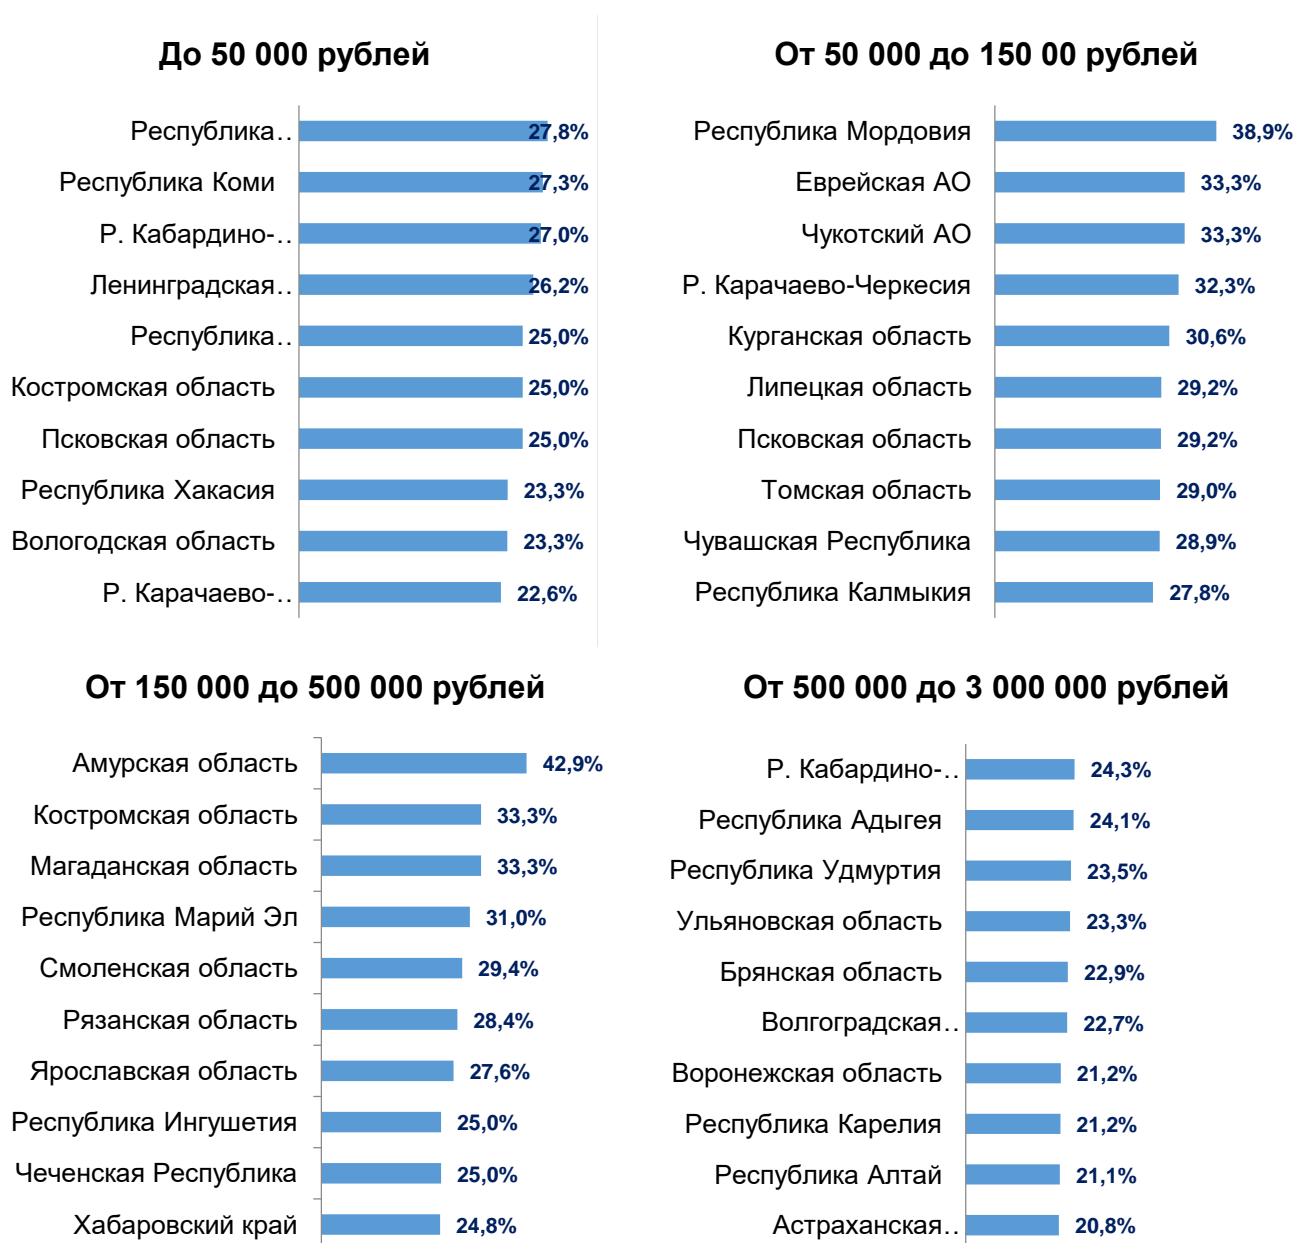 До 50 000 рублей
Республика..
27,8%
Республика Коми
27,3%
Р. Кабардино-..
27,0%
Ленинградская..
26,2%
Республика..
25,0%
Костромская область
25,0%
Псковская область
25,0%
Республика Хакасия
23,3%
Вологодская область
23,3%
Р. Карачаево-..
22,6%
От 50 000 до 150 00 рублей
Республика Мордовия
38,9%
Еврейская АО
33,3%
Чукотский АО
33,3%
Р. Карачаево-Черкесия
32,3%
Курганская область
30,6%
Липецкая область
29,2%
Псковская область
29,2%
Томская область
29,0%
Чувашская Республика
28,9%
Республика Калмыкия
27,8%
От 150 000 до 500 000 рублей
Амурская область
42,9%
Костромская область
33,3%
Магаданская область
33,3%
Республика Марий Эл
31,0%
Смоленская область
29,4%
Рязанская область
28,4%
Ярославская область
27,6%
Республика Ингушетия
25,0%
Чеченская Республика
25,0%
Хабаровский край
24,8%
От 500 000 до 3 000 000 рублей
Р. Кабардино-..
24,3%
Республика Адыгея
24,1%
Республика Удмуртия
23,5%
Ульяновская область
23,3%
Брянская область
22,9%
Волгоградская..
22,7%
Воронежская область
21,2%
Республика Карелия
21,2%
Республика Алтай
21,1%
Астраханская..
20,8%